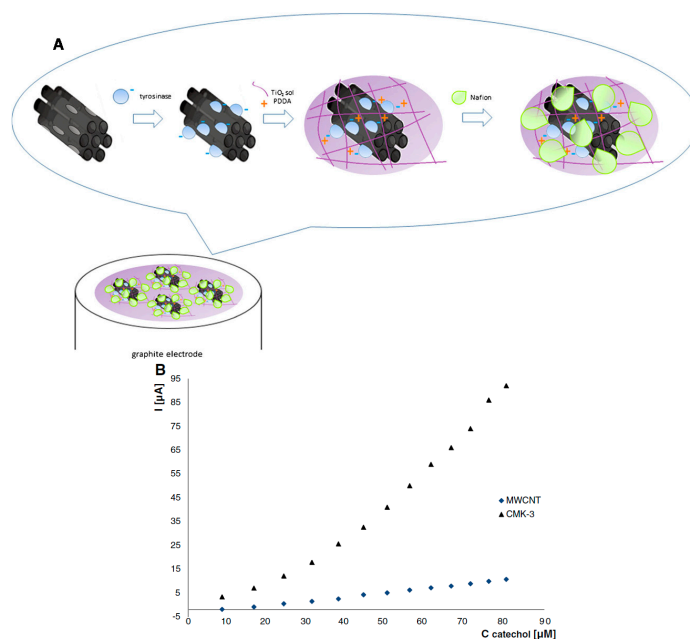 A
tyrosinase
TiO₂ sol
PDDA
Nafion
graphite electrode
B
I [µA]
95
85
75
65
55
45
35
25
15
5
-5
MWCNT
CMK-3
0
10
20
30
40
50
60
70
80
90
C catechol [µM]